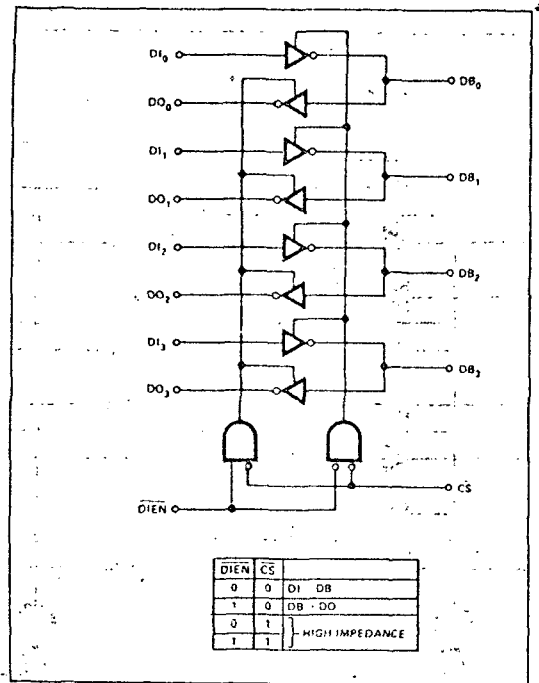 DI₀
DB₀
DO₀
DI₁
DB₁
DO₁
DI₂
DB₂
DO₂
DI₃
DB₃
DO₃
CS
DIEN
DIEN CS
0 0 DI DB
1 0 DB · DO
0 1
1 1
HIGH IMPEDANCE